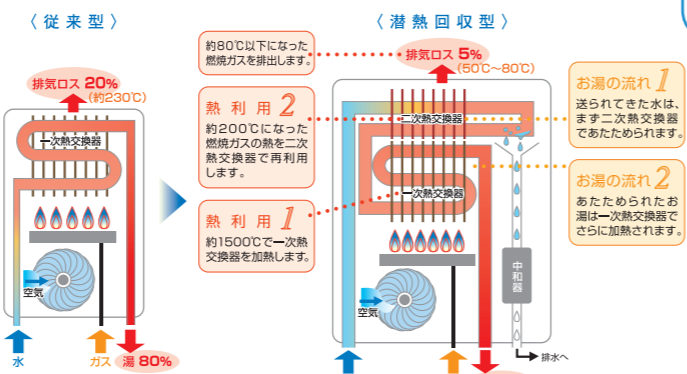 〈従来型〉
排気ロス 20%
(約230℃)
一次熱交換器
空気
水
ガス
湯 80%
〈潜熱回収型〉
約80℃以下になった
燃焼ガスを排出します。
排気ロス 5%
(50℃〜80℃)
熱利用2
約200℃になった
燃焼ガスの熱を二次
熱交換器で再利用
します。
熱利用1
約1500℃で一次熱
交換器を加熱します。
二次熱交換器
一次熱交換器
空気
中和器
排水へ
お湯の流れ1
送られてきた水は、
まず二次熱交換器
であたためられます。
お湯の流れ2
あたためられたお
湯は一次熱交換器で
さらに加熱されます。